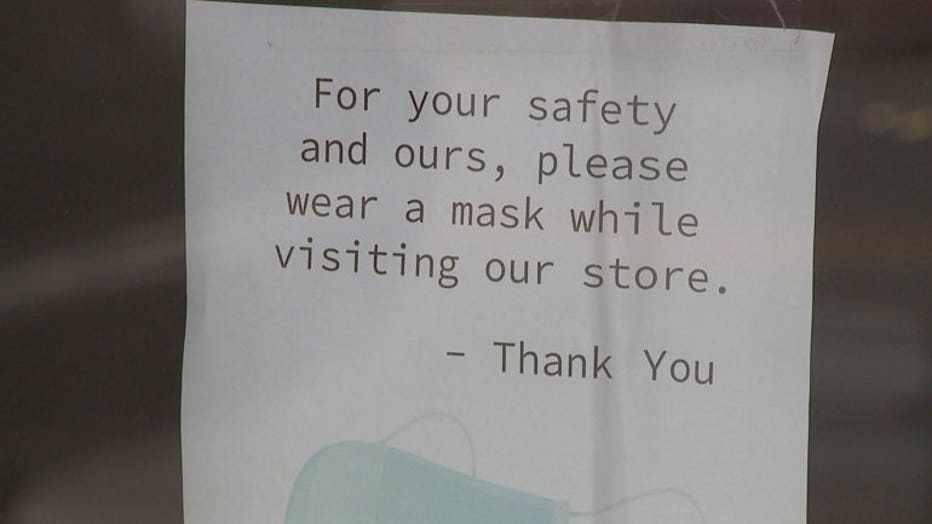 For your safety
and ours, please
wear a mask while
visiting our store.
- Thank You